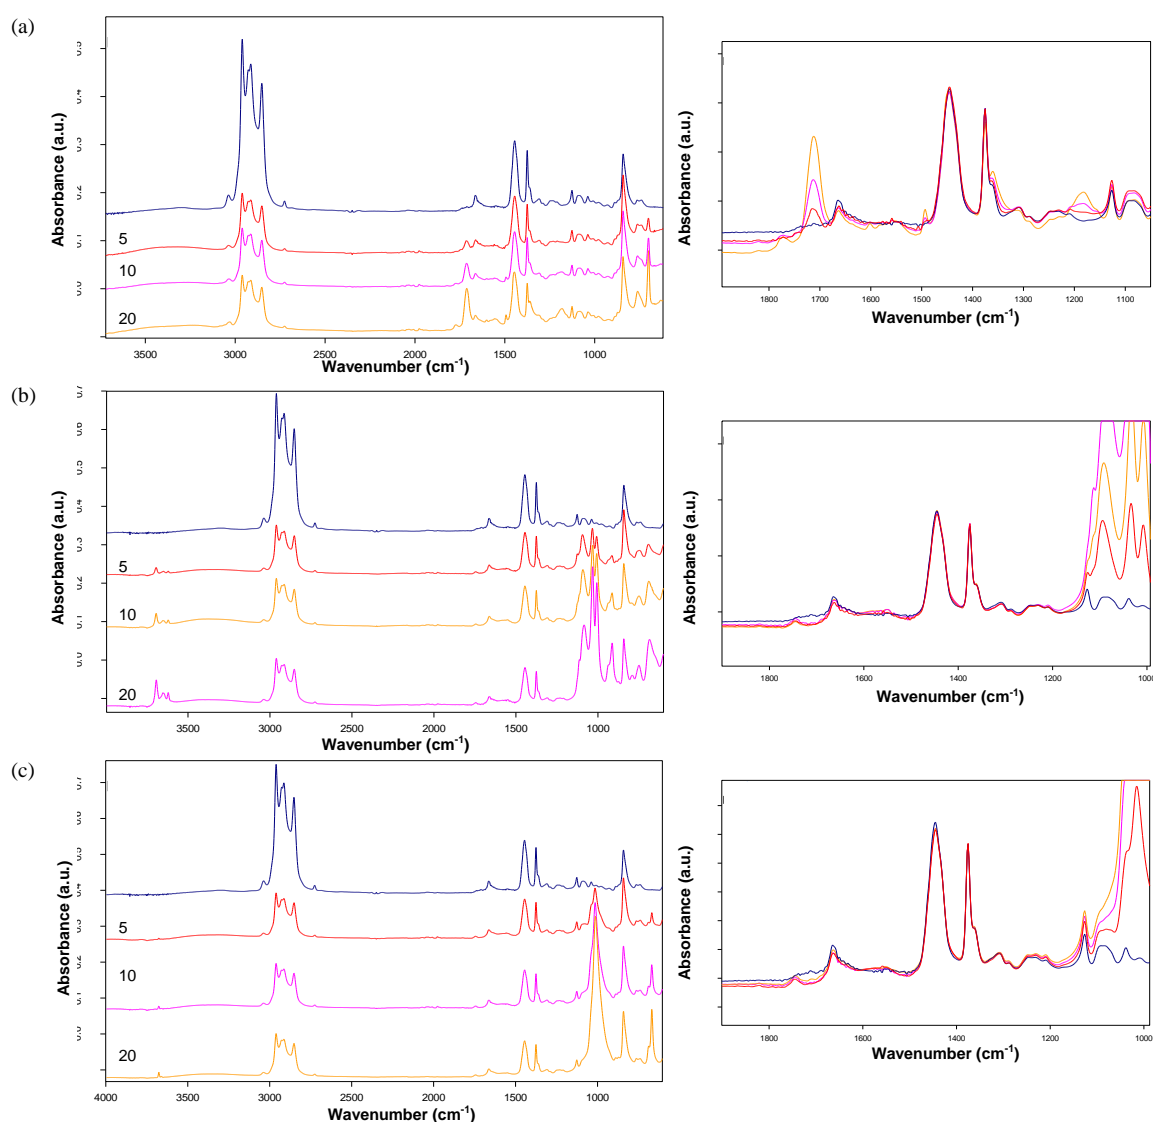 (a)
Absorbance (a.u.)
5
10
20
3500 3000 2500 2000 1500 1000
Wavenumber (cm-1)
Absorbance (a.u.)
1800 1700 1600 1500 1400 1300 1200 1100
Wavenumber (cm-1)
(b)
Absorbance (a.u.)
5
10
20
3500 3000 2500 2000 1500 1000
Wavenumber (cm-1)
Absorbance (a.u.)
1800 1600 1400 1200 1000
Wavenumber (cm-1)
(c)
Absorbance (a.u.)
5
10
20
4000 3500 3000 2500 2000 1500 1000
Wavenumber (cm-1)
Absorbance (a.u.)
1800 1600 1400 1200 1000
Wavenumber (cm-1)